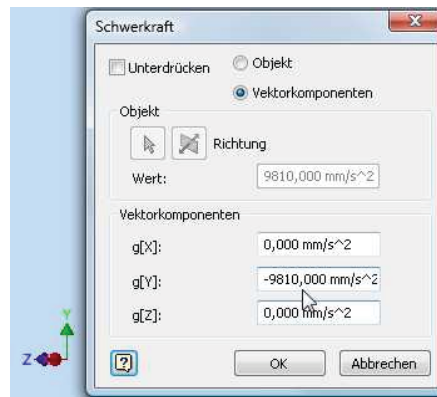 Schwerkraft
Unterdrücken
Objekt
Vektorkomponenten
Objekt
Richtung
Wert: 9810,000 mm/s^2
Vektorkomponenten
g[X]: 0,000 mm/s^2
g[Y]: -9810,000 mm/s^2
g[Z]: 0,000 mm/s^2
Y
Z
?
OK Abbrechen